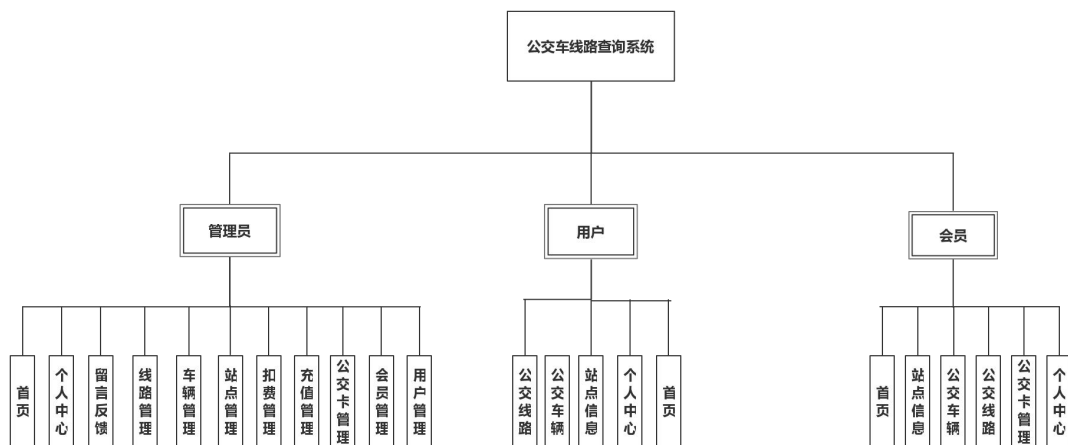 公交车线路查询系统
管理员
用户
会员
首页
个人中心
留言反馈
线路管理
车辆管理
站点管理
扣费管理
充值管理
公交卡管理
会员管理
用户管理
公交线路
公交车辆
站点信息
个人中心
首页
首页
站点信息
公交车辆
公交线路
公交卡管理
个人中心